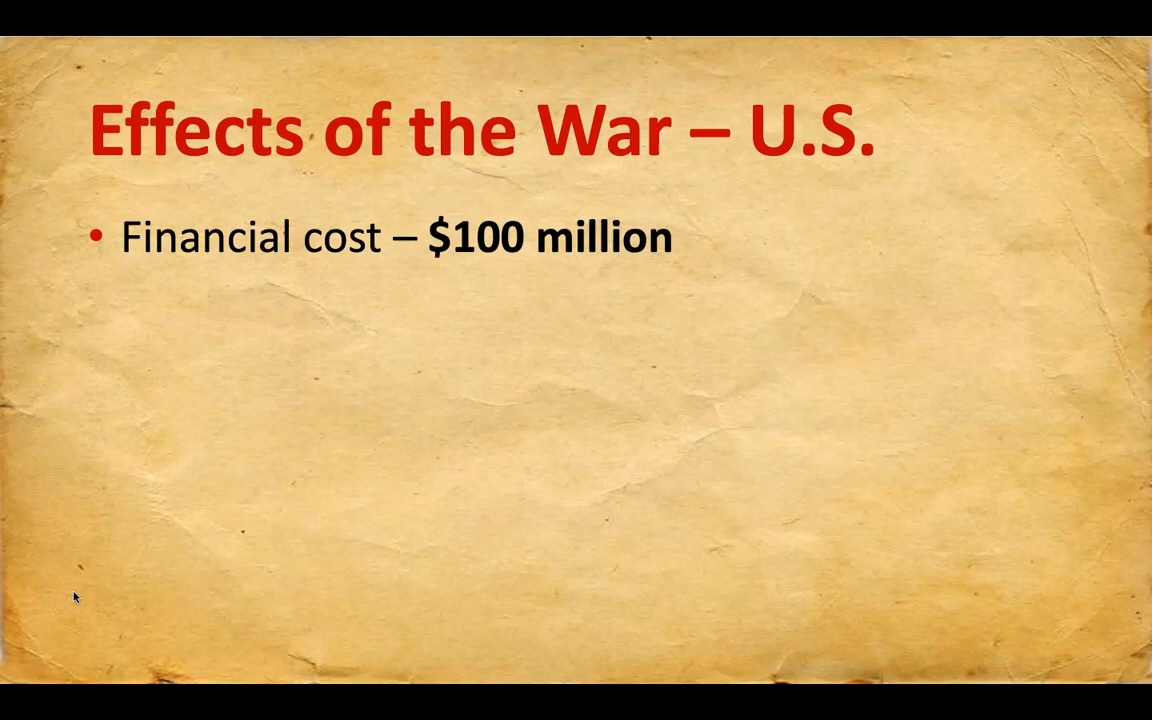 Effects of the War – U.S.
• Financial cost – $100 million